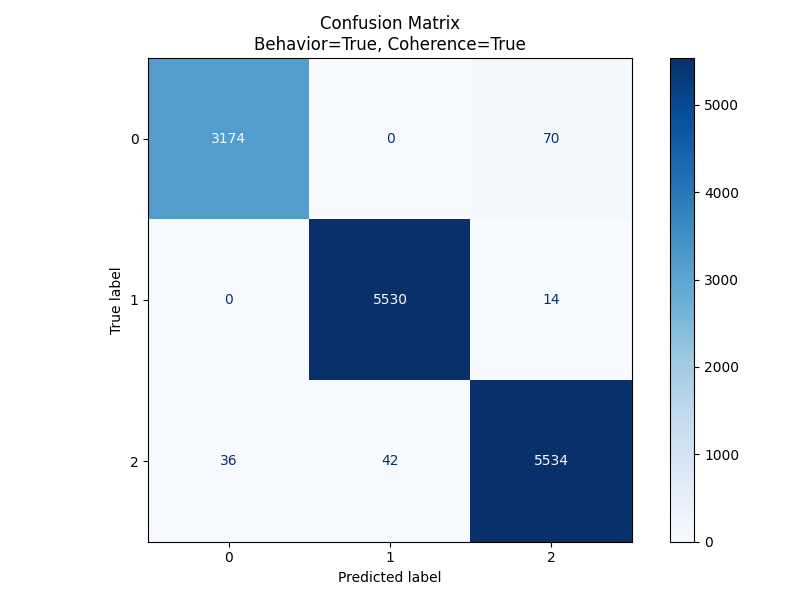 Confusion Matrix
Behavior=True, Coherence=True
0 3174 0 70
1 0 5530 14
2 36 42 5534
0 1 2
Predicted label
True label
5000
4000
3000
2000
1000
0